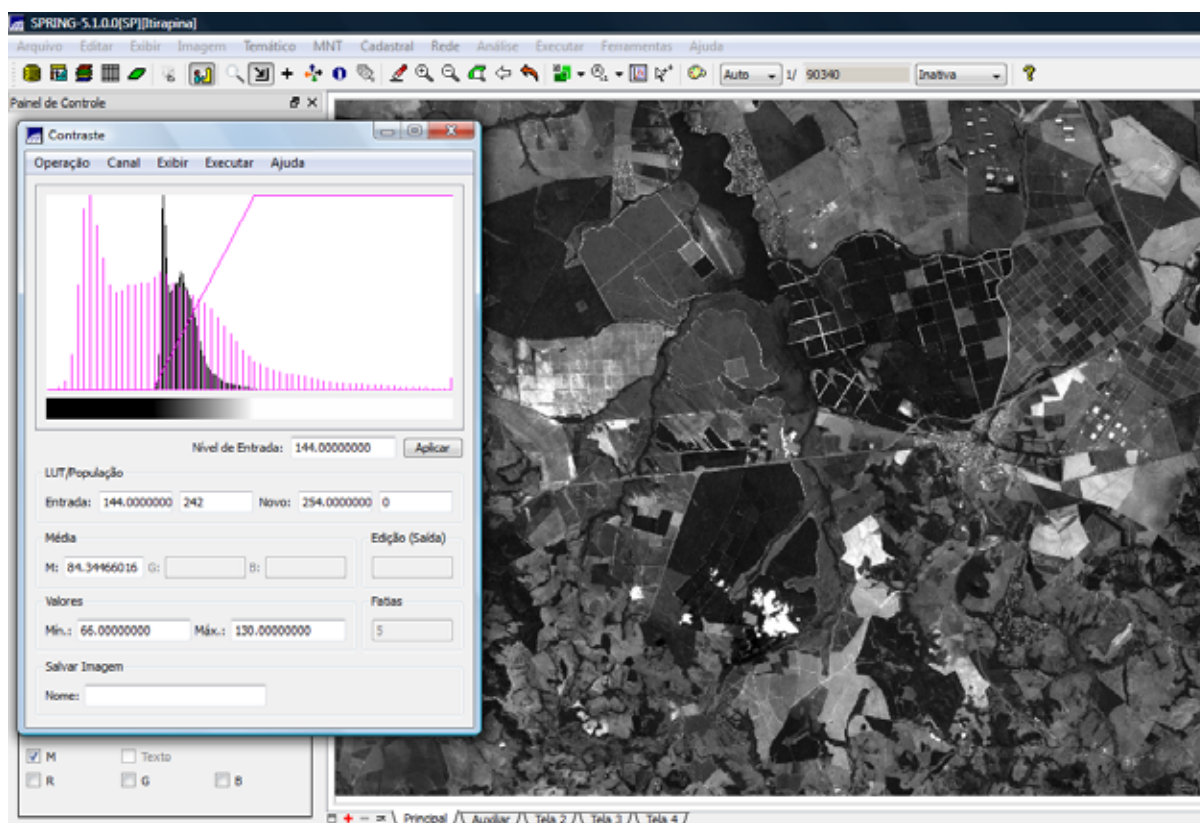 SPRING-5.1.0.0[SP][Itirapina]
Arquivo Editar Exibir Imagem Temático MNT Cadastral Rede Análise Executar Ferramentas Ajuda
Auto 1/ 90340 Inativa
Painel de Controle
Contraste
Operação Canal Exibir Executar Ajuda
Nível de Entrada: 144.00000000 Aplicar
LUT/População
Entrada: 144.0000000 242 Novo: 254.0000000 0
Média Edição (Saída)
M: 84.34466016 G: B:
Valores Fatias
Mín.: 66.00000000 Máx.: 130.00000000 5
Salvar Imagem
Nome:
M Texto
R G B
Principal Auxiliar Tela 2 Tela 3 Tela 4